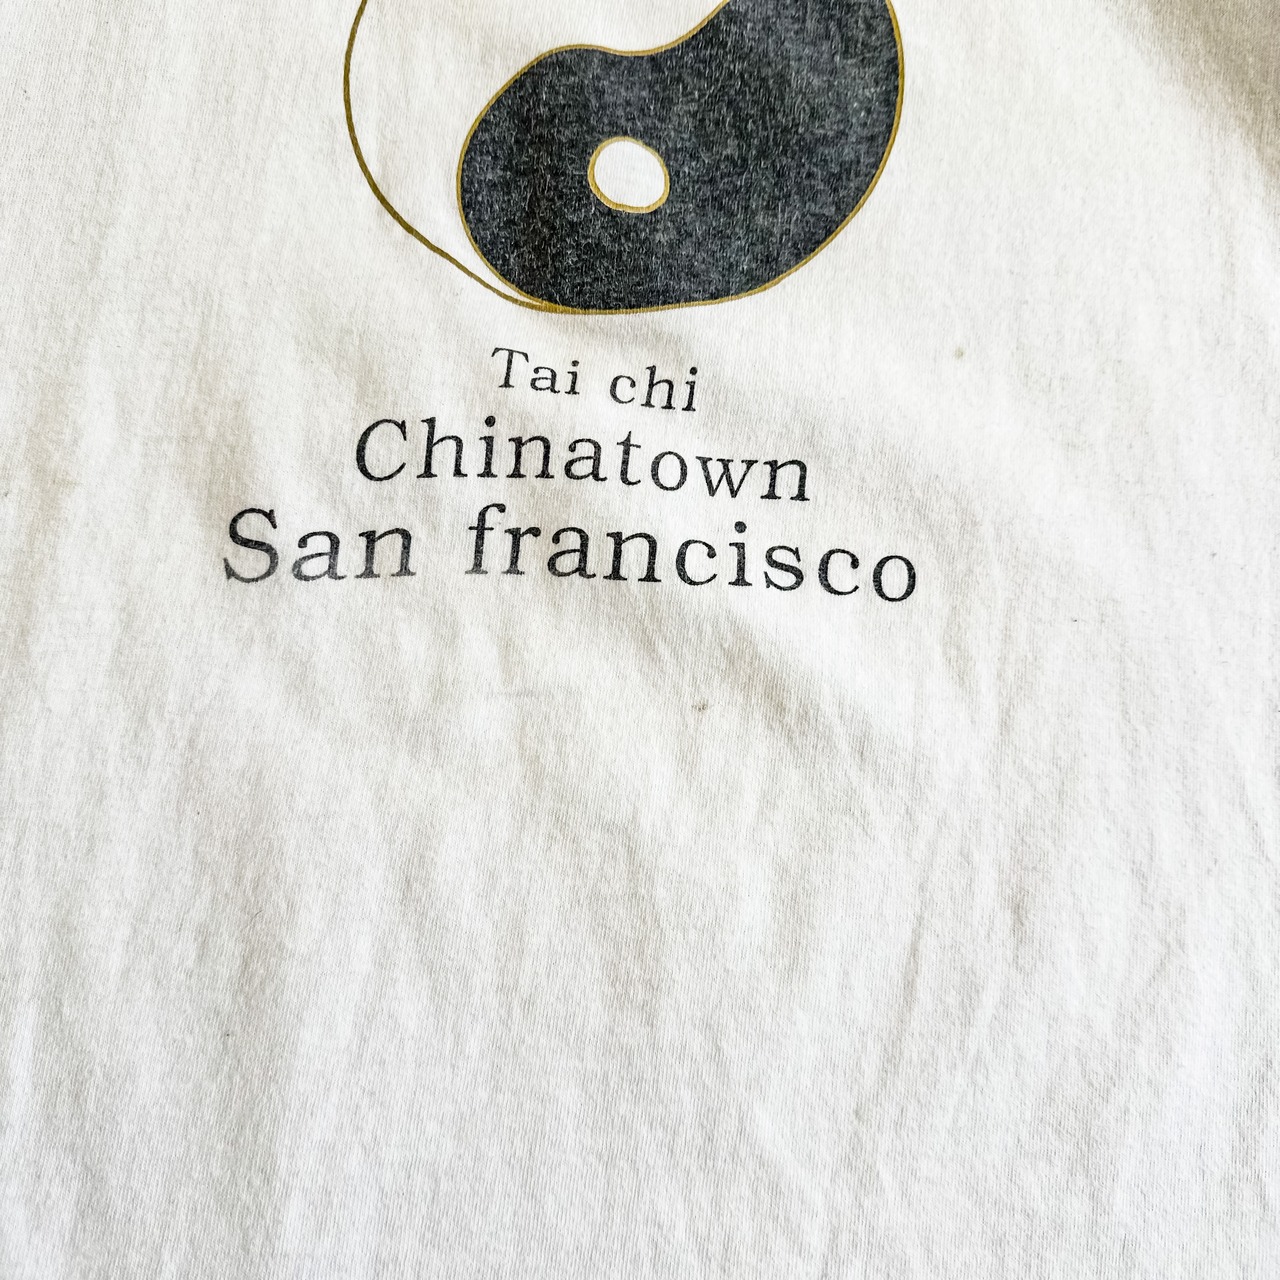 Tai chi
Chinatown
San francisco